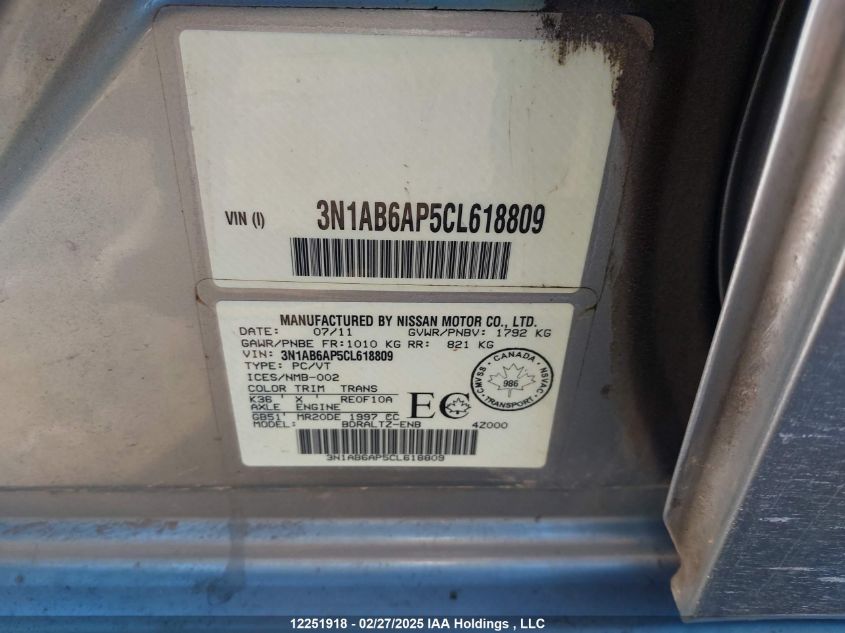 VIN (I) 3N1AB6AP5CL618809
MANUFACTURED BY NISSAN MOTOR CO., LTD.
DATE: 07/11 GVWR/PNBV: 1792 KG
GAWR/PNBE FR: 1010 KG RR: 821 KG
VIN: 3N1AB6AP5CL618809
TYPE: PC/VT
ICES/NMB-002
COLOR TRIM TRANS
K36 ' X ' RE0F10A
AXLE ENGINE
GB51' MR20DE 1997 CC
MODEL: BDRALTZ-ENB 4Z000
EC
CANADA
CMVSS NSVAC
986
TRANSPORT
3N1AB6AP5CL618809
12251918 - 02/27/2025 IAA Holdings , LLC